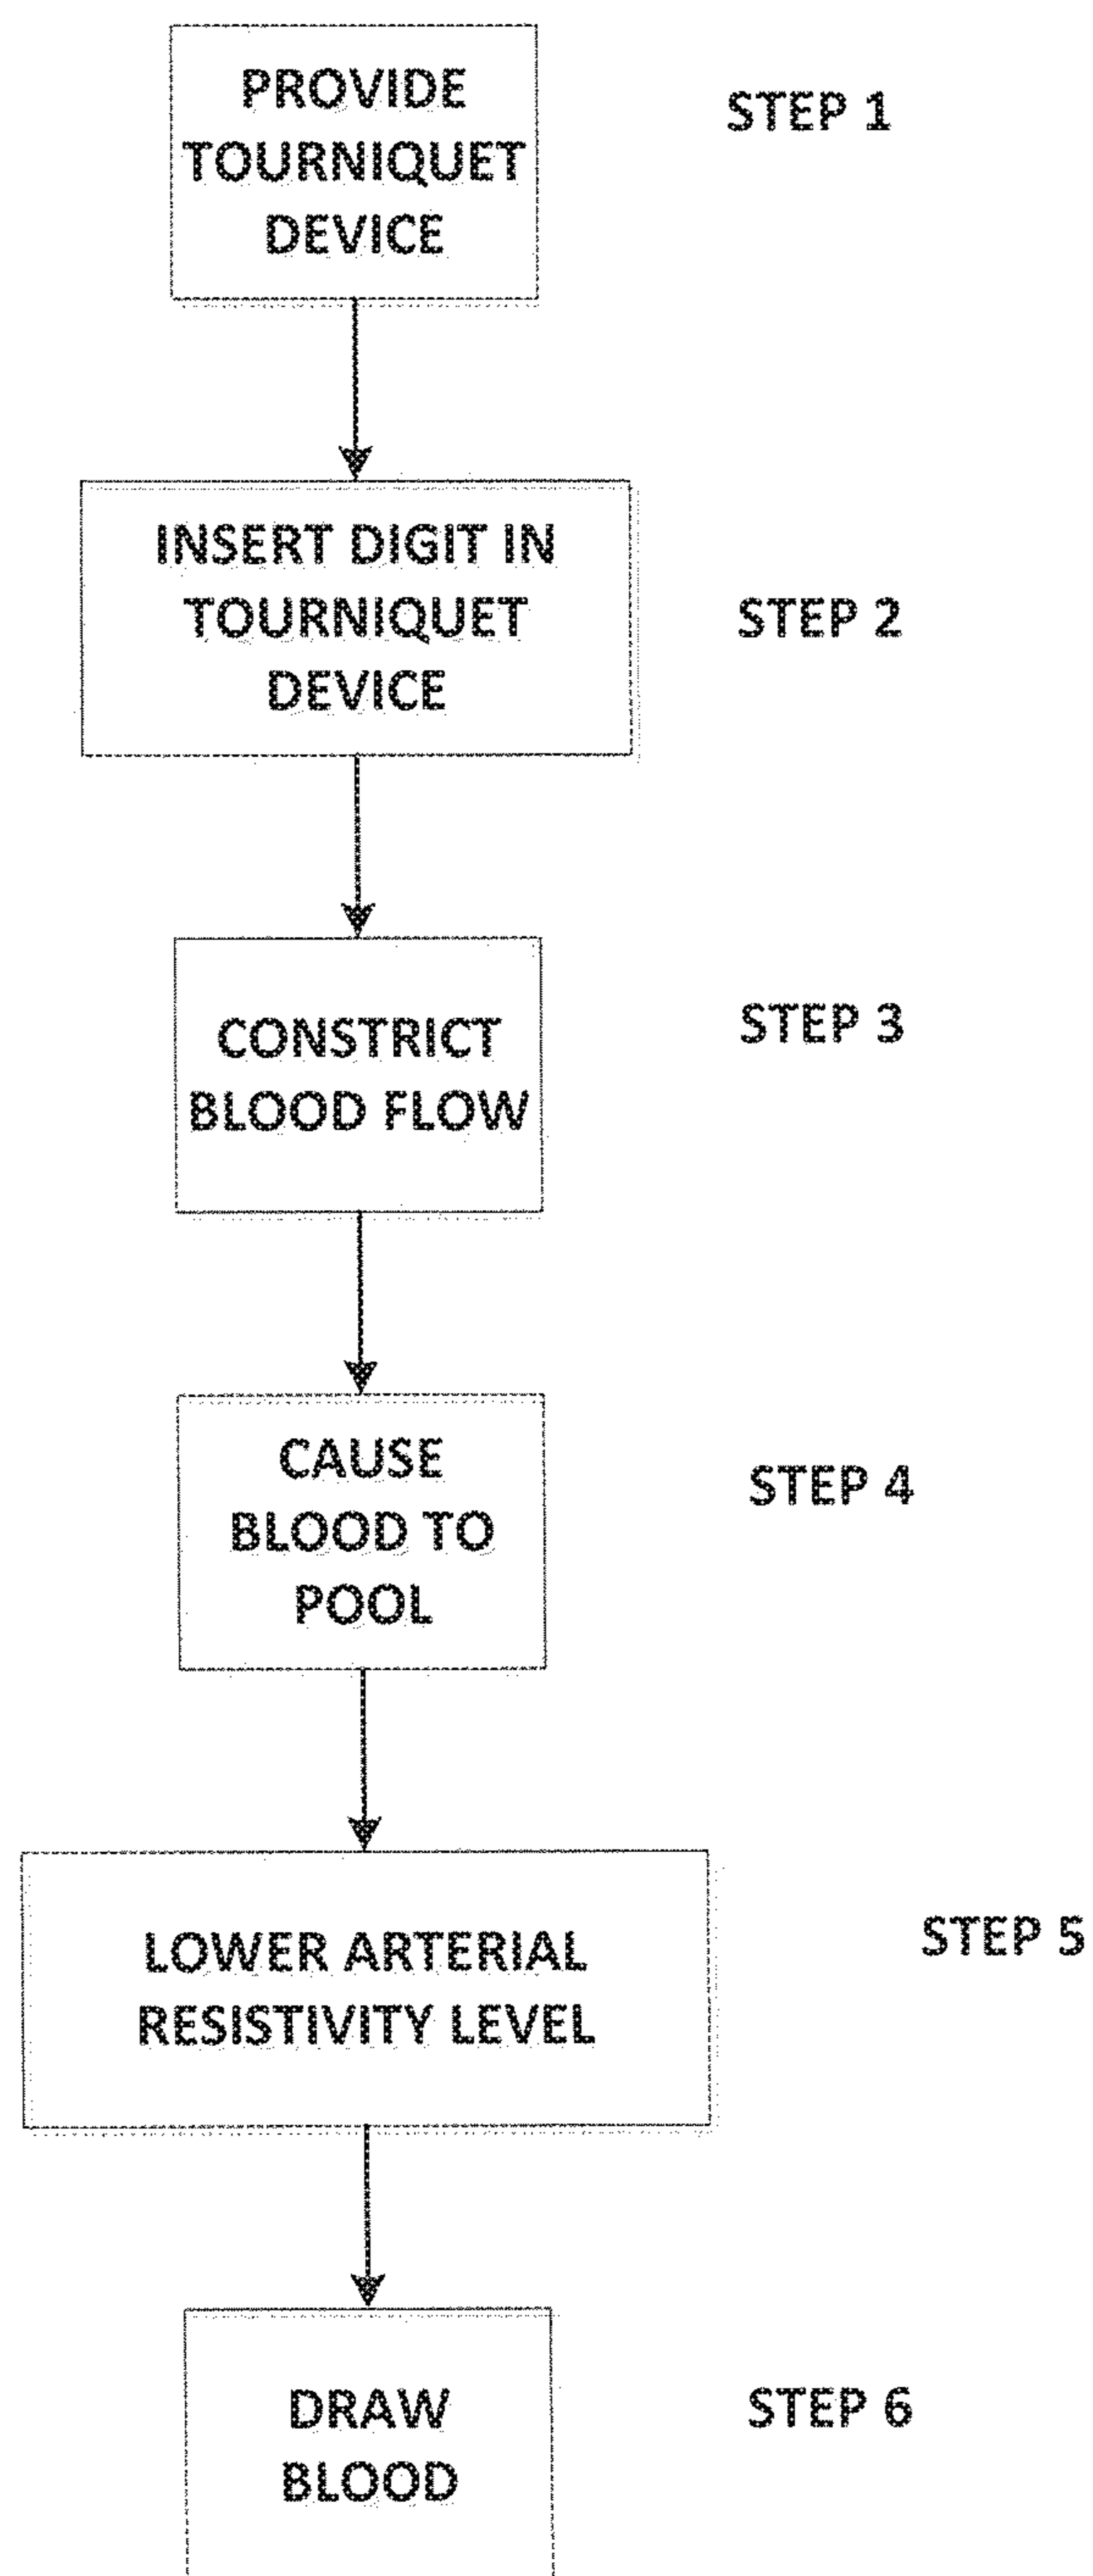 PROVIDE
TOURNIQUET
DEVICE
STEP 1
INSERT DIGIT IN
TOURNIQUET
DEVICE
STEP 2
CONSTRICT
BLOOD FLOW
STEP 3
CAUSE
BLOOD TO
POOL
STEP 4
LOWER ARTERIAL
RESISTIVITY LEVEL
STEP 5
DRAW
BLOOD
STEP 6